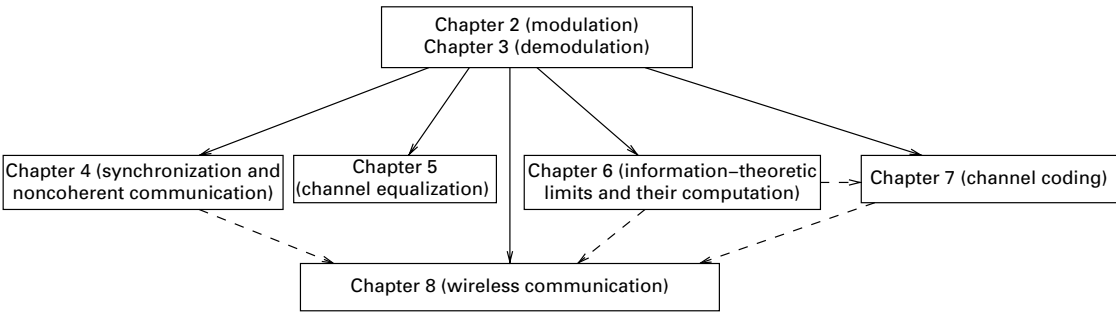 Chapter 2 (modulation)
Chapter 3 (demodulation)
Chapter 4 (synchronization and
noncoherent communication)
Chapter 5
(channel equalization)
Chapter 6 (information–theoretic
limits and their computation)
Chapter 7 (channel coding)
Chapter 8 (wireless communication)